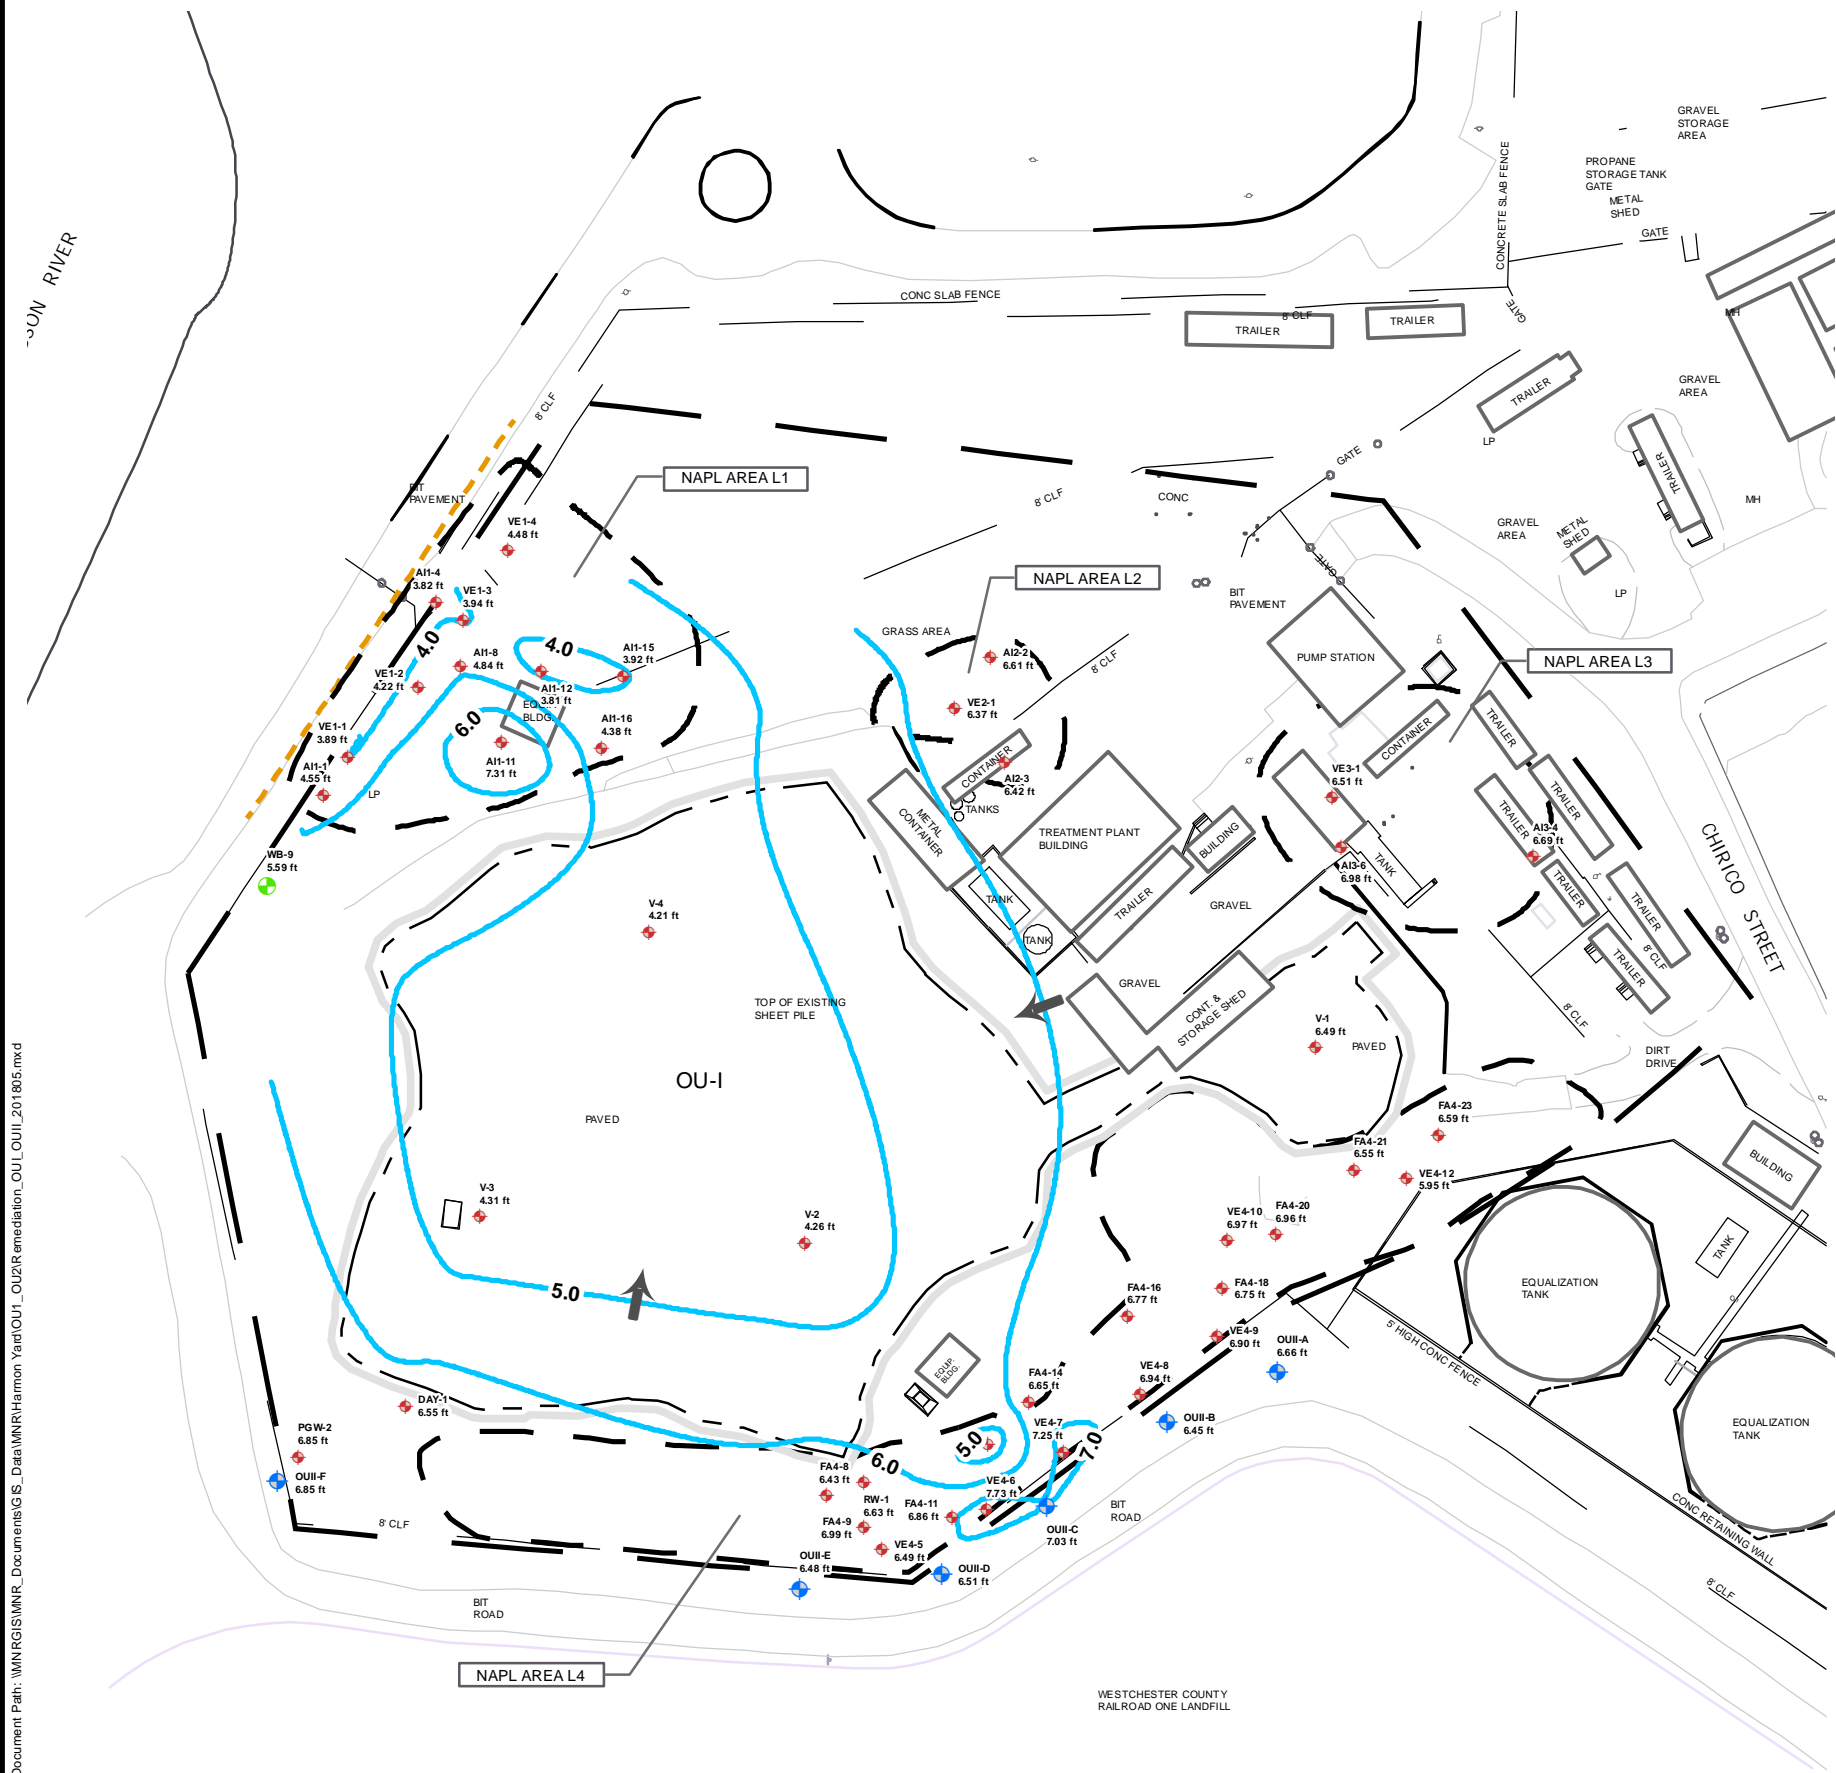 GRAVEL
STORAGE
AREA
PROPANE
STORAGE TANK
GATE
METAL
SHED
GATE
CONCRETE SLAB FENCE
SON RIVER
CONC SLAB FENCE
8' CLF
TRAILER
TRAILER
GATE
MH
TRAILER
GRAVEL
AREA
LP
8' CLF
GATE
TRAILER
NAPL AREA L1
BIT
PAVEMENT
8' CLF
CONC
MH
VE1-4
4.48 ft
GRAVEL
AREA
METAL
SHED
GATE
NAPL AREA L2
AI1-4
3.82 ft
VE1-3
3.94 ft
BIT
PAVEMENT
LP
GRASS AREA
4.0
4.0
AI1-8
4.84 ft
AI1-15
3.92 ft
AI2-2
6.61 ft
8' CLF
PUMP STATION
NAPL AREA L3
VE1-2
4.22 ft
AI1-12
3.81 ft
EQUIP.
BLDG.
VE2-1
6.37 ft
6.0
VE1-1
3.89 ft
AI1-16
4.38 ft
TRAILER
CONTAINER
AI1-11
7.31 ft
AI1-1
4.55 ft
LP
CONTAINER
AI2-3
6.42 ft
VE3-1
6.51 ft
TRAILER
TANKS
METAL
CONTAINER
TREATMENT PLANT
BUILDING
BUILDING
TRAILER
AI3-4
6.69 ft
WB-9
5.59 ft
AI3-6
6.98 ft
TANK
CHIRICO STREET
TRAILER
TANK
TRAILER
GRAVEL
TRAILER
V-4
4.21 ft
TANK
8' CLF
TRAILER
TOP OF EXISTING
SHEET PILE
GRAVEL
CONT. &
STORAGE SHED
V-1
6.49 ft
8' CLF
PAVED
DIRT
DRIVE
OU-I
PAVED
FA4-23
6.59 ft
FA4-21
6.55 ft
VE4-12
5.95 ft
BUILDING
V-3
4.31 ft
V-2
4.26 ft
VE4-10
6.97 ft
FA4-20
6.96 ft
TANK
5.0
FA4-16
6.77 ft
FA4-18
6.75 ft
EQUALIZATION
TANK
VE4-9
6.90 ft
OUII-A
6.66 ft
5' HIGH CONC FENCE
EQUIP.
BLDG.
FA4-14
6.65 ft
VE4-8
6.94 ft
DAY-1
6.55 ft
OUII-B
6.45 ft
VE4-7
7.25 ft
EQUALIZATION
TANK
PGW-2
6.85 ft
5.0
7.0
6.0
OUII-F
6.85 ft
FA4-8
6.43 ft
VE4-6
7.73 ft
RW-1
6.63 ft
FA4-11
6.86 ft
BIT
ROAD
CONC RETAINING WALL
8' CLF
FA4-9
6.99 ft
OUII-C
7.03 ft
VE4-5
6.49 ft
OUII-E
6.48 ft
OUII-D
6.51 ft
8' CLF
BIT
ROAD
NAPL AREA L4
WESTCHESTER COUNTY
RAILROAD ONE LANDFILL
Document Path: \\MNRGIS\MNR_Documents\GIS_Data\MNR\Harmon Yard\OU1_OU2\Remediation_OUI_OUII_201805.mxd